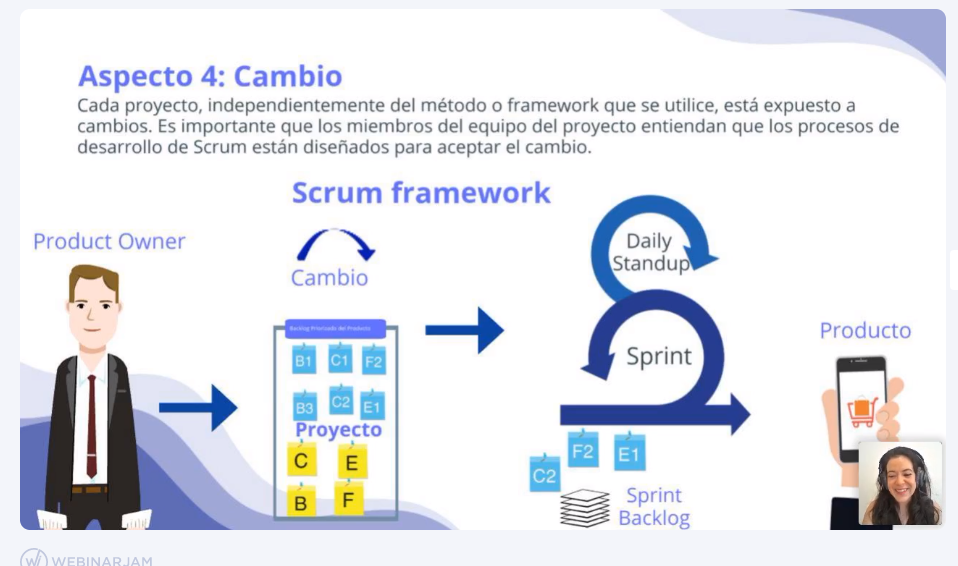 Aspecto 4: Cambio
Cada proyecto, independientemente del método o framework que se utilice, está expuesto a
cambios. Es importante que los miembros del equipo del proyecto entiendan que los procesos de
desarrollo de Scrum están diseñados para aceptar el cambio.
Scrum framework
Product Owner
Cambio
Backlog Priorizado del Producto
B1 C1 F2
B3 C2 E1
Proyecto
C E
B F
Daily
Standup
Sprint
C2 F2 E1
Sprint
Backlog
Producto
W WEBINARJAM